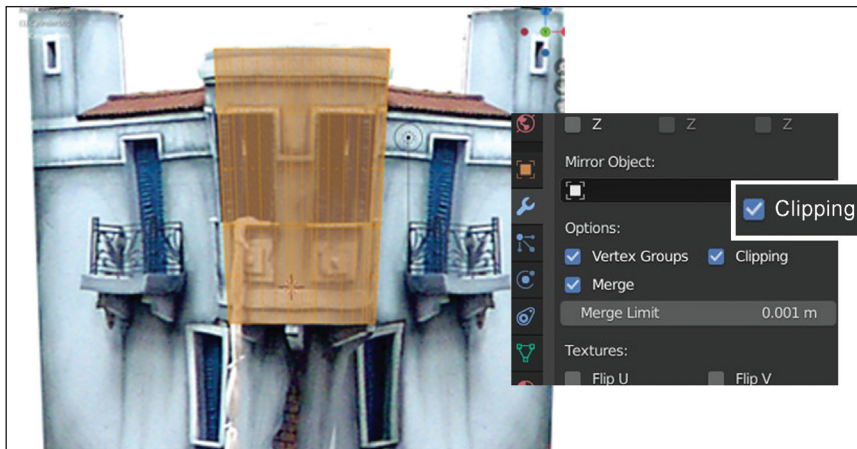 Z Z Z
Mirror Object:
Clipping
Options:
Vertex Groups Clipping
Merge
Merge Limit 0.001 m
Textures:
Flip U Flip V